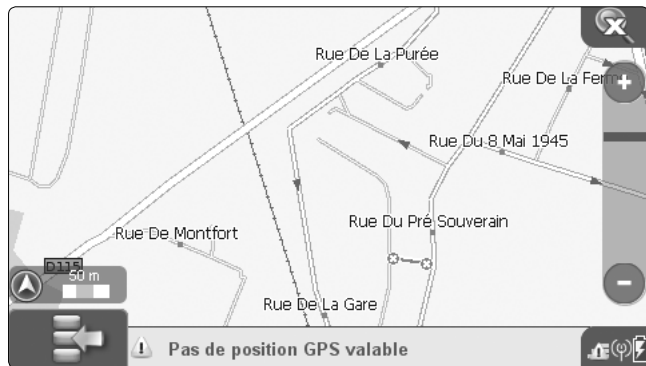 Rue De La Purée
Rue De La Ferm
Rue Du 8 Mai 1945
Rue Du Pré Souverain
Rue De Montfort
D115
50 m
Rue De La Gare
Pas de position GPS valable